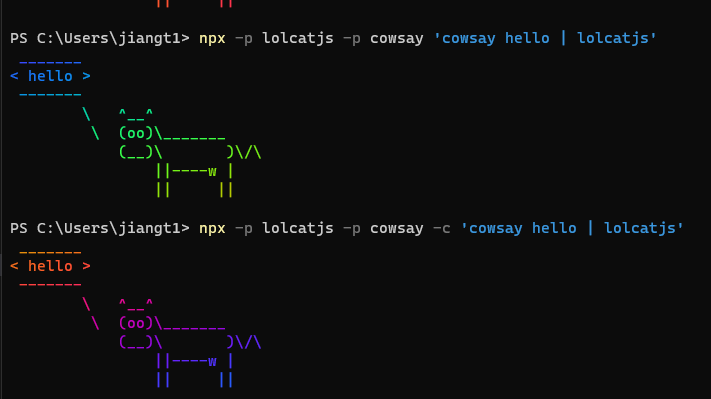 ||     ||
PS C:\Users\jiangt1> npx -p lolcatjs -p cowsay 'cowsay hello | lolcatjs'
 _______
< hello >
 -------
        \   ^__^
         \  (oo)\_______
            (__)\       )\/\
                ||----w |
                ||     ||
PS C:\Users\jiangt1> npx -p lolcatjs -p cowsay -c 'cowsay hello | lolcatjs'
 _______
< hello >
 -------
        \   ^__^
         \  (oo)\_______
            (__)\       )\/\
                ||----w |
                ||     ||